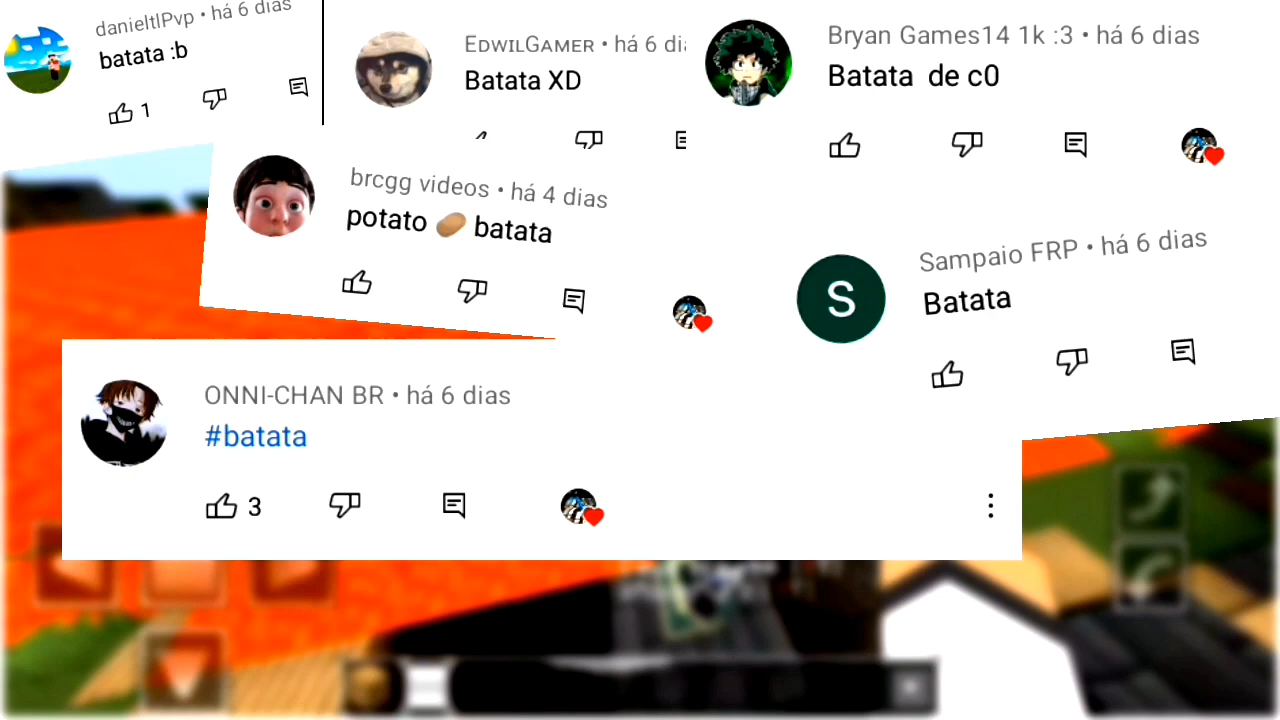 danieltlPvp • há 6 dias
batata :b
1
EDWILGAMER • há 6 di
Batata XD
Bryan Games14 1k :3 • há 6 dias
Batata de c0
brcgg videos • há 4 dias
potato 🥔 batata
Sampaio FRP • há 6 dias
S
Batata
ONNI-CHAN BR • há 6 dias
#batata
3